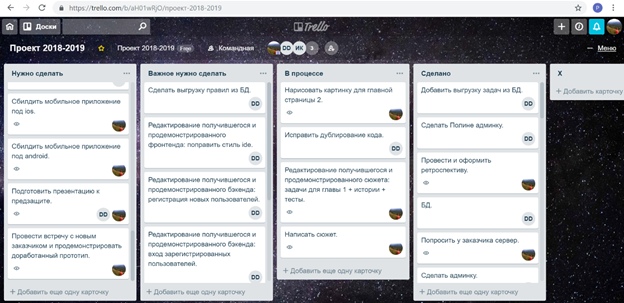 https://trello.com/b/aH01wRjO/проект-2018-2019
Доски
Trello
Проект 2018-2019
Проект 2018-2019
Free
Командная
DD
ИК
3
Меню
Нужно сделать
Сбилдить мобильное приложение
под ios.
Сбилдить мобильное приложение
под android.
Подготовить презентацию к
предзащите.
DD
Провести встречу с новым
заказчиком и продемонстрировать
доработанный прототип.
+ Добавить еще одну карточку
Важное нужно сделать
Сделать выгрузку правил из БД.
DD
Редактирование получившегося и
продемонстрированного
фронтенда: поправить стиль ide.
DD
Редактирование получившегося и
продемонстрированного бэкенда:
регистрация новых пользователей.
DD
Редактирование получившегося и
продемонстрированного бэкенда:
вход зарегистрированных
пользователей.
DD
+ Добавить еще одну карточку
В процессе
Нарисовать картинку для главной
страницы 2.
Исправить дублирование кода.
DD
Редактирование получившегося и
продемонстрированного сюжета:
задачи для главы 1 + истории +
тесты.
Написать сюжет.
+ Добавить еще одну карточку
Сделано
Добавить выгрузку задач из БД.
DD
Сделать Полине админку.
DD
Провести и оформить
ретроспективу.
БД.
DD
Попросить у заказчика сервер.
Сделать админку.
DD
+ Добавить еще одну карточку
X
+ Добавить карточку